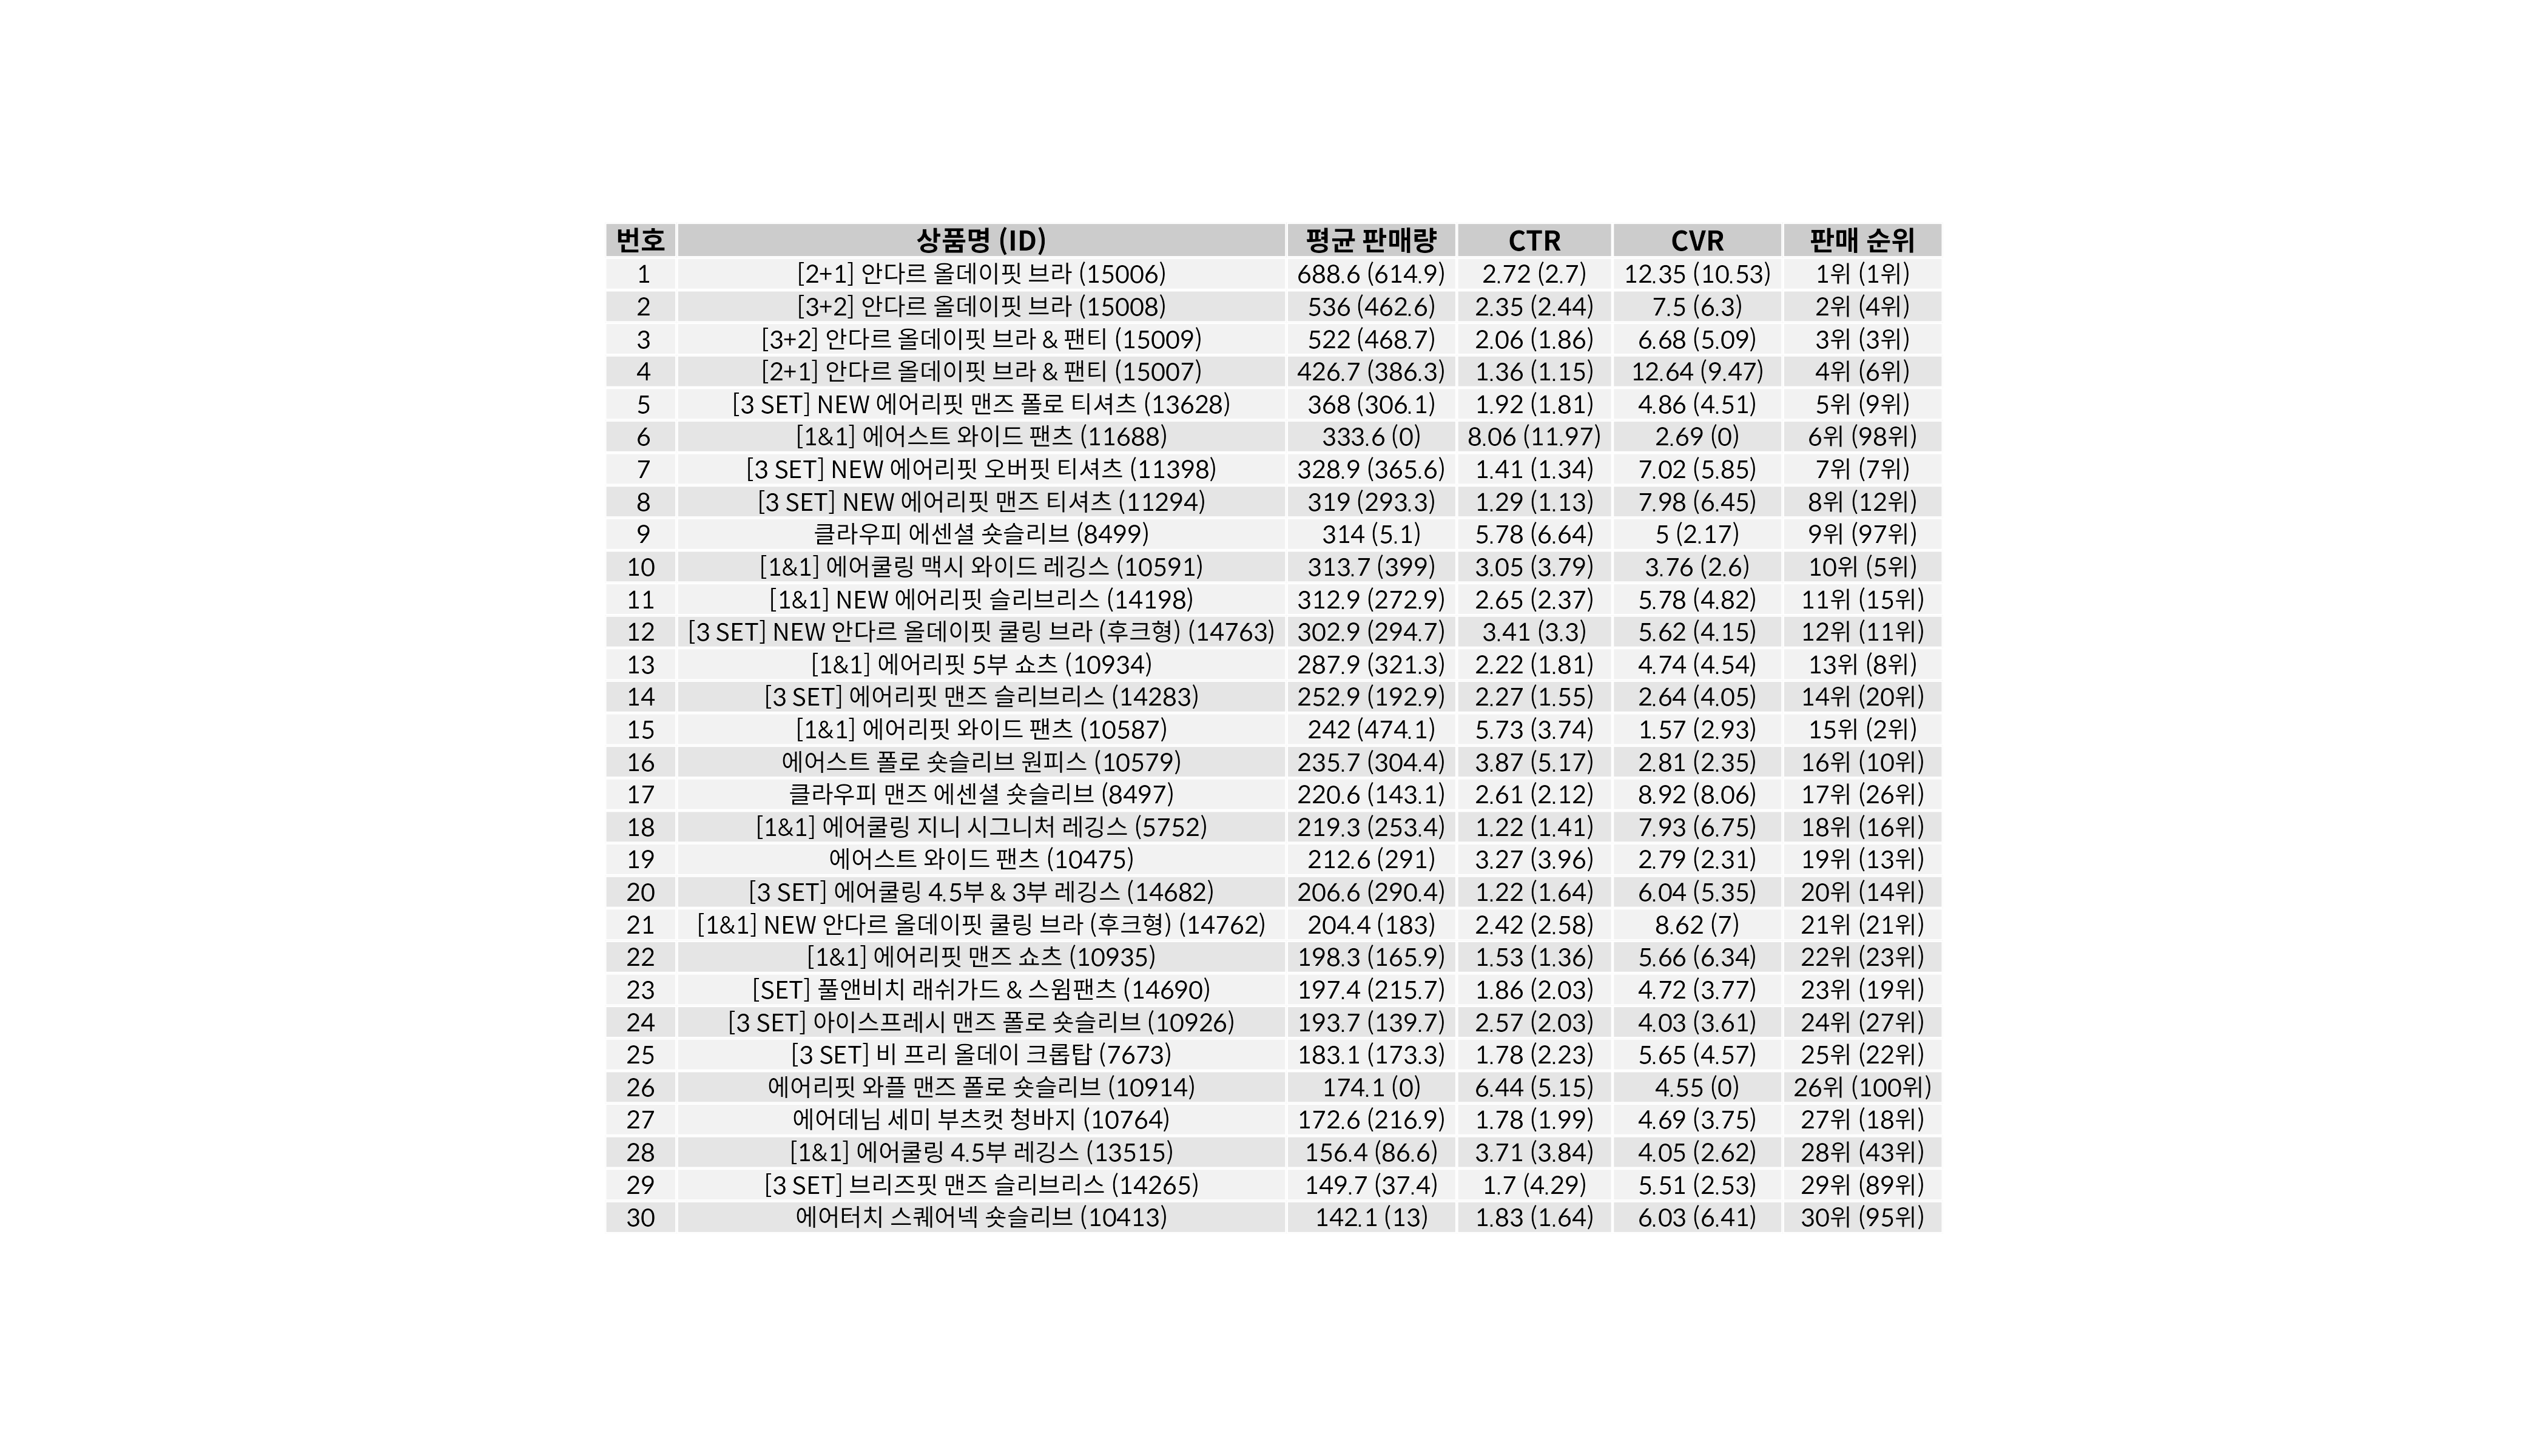 번호 상품명 (ID) 평균 판매량 CTR CVR 판매 순위
1 [2+1] 안다르 올데이핏 브라 (15006) 688.6 (614.9) 2.72 (2.7) 12.35 (10.53) 1위 (1위)
2 [3+2] 안다르 올데이핏 브라 (15008) 536 (462.6) 2.35 (2.44) 7.5 (6.3) 2위 (4위)
3 [3+2] 안다르 올데이핏 브라 & 팬티 (15009) 522 (468.7) 2.06 (1.86) 6.68 (5.09) 3위 (3위)
4 [2+1] 안다르 올데이핏 브라 & 팬티 (15007) 426.7 (386.3) 1.36 (1.15) 12.64 (9.47) 4위 (6위)
5 [3 SET] NEW 에어리핏 맨즈 폴로 티셔츠 (13628) 368 (306.1) 1.92 (1.81) 4.86 (4.51) 5위 (9위)
6 [1&1] 에어스트 와이드 팬츠 (11688) 333.6 (0) 8.06 (11.97) 2.69 (0) 6위 (98위)
7 [3 SET] NEW 에어리핏 오버핏 티셔츠 (11398) 328.9 (365.6) 1.41 (1.34) 7.02 (5.85) 7위 (7위)
8 [3 SET] NEW 에어리핏 맨즈 티셔츠 (11294) 319 (293.3) 1.29 (1.13) 7.98 (6.45) 8위 (12위)
9 클라우피 에센셜 숏슬리브 (8499) 314 (5.1) 5.78 (6.64) 5 (2.17) 9위 (97위)
10 [1&1] 에어쿨링 맥시 와이드 레깅스 (10591) 313.7 (399) 3.05 (3.79) 3.76 (2.6) 10위 (5위)
11 [1&1] NEW 에어리핏 슬리브리스 (14198) 312.9 (272.9) 2.65 (2.37) 5.78 (4.82) 11위 (15위)
12 [3 SET] NEW 안다르 올데이핏 쿨링 브라 (후크형) (14763) 302.9 (294.7) 3.41 (3.3) 5.62 (4.15) 12위 (11위)
13 [1&1] 에어리핏 5부 쇼츠 (10934) 287.9 (321.3) 2.22 (1.81) 4.74 (4.54) 13위 (8위)
14 [3 SET] 에어리핏 맨즈 슬리브리스 (14283) 252.9 (192.9) 2.27 (1.55) 2.64 (4.05) 14위 (20위)
15 [1&1] 에어리핏 와이드 팬츠 (10587) 242 (474.1) 5.73 (3.74) 1.57 (2.93) 15위 (2위)
16 에어스트 폴로 숏슬리브 원피스 (10579) 235.7 (304.4) 3.87 (5.17) 2.81 (2.35) 16위 (10위)
17 클라우피 맨즈 에센셜 숏슬리브 (8497) 220.6 (143.1) 2.61 (2.12) 8.92 (8.06) 17위 (26위)
18 [1&1] 에어쿨링 지니 시그니처 레깅스 (5752) 219.3 (253.4) 1.22 (1.41) 7.93 (6.75) 18위 (16위)
19 에어스트 와이드 팬츠 (10475) 212.6 (291) 3.27 (3.96) 2.79 (2.31) 19위 (13위)
20 [3 SET] 에어쿨링 4.5부 & 3부 레깅스 (14682) 206.6 (290.4) 1.22 (1.64) 6.04 (5.35) 20위 (14위)
21 [1&1] NEW 안다르 올데이핏 쿨링 브라 (후크형) (14762) 204.4 (183) 2.42 (2.58) 8.62 (7) 21위 (21위)
22 [1&1] 에어리핏 맨즈 쇼츠 (10935) 198.3 (165.9) 1.53 (1.36) 5.66 (6.34) 22위 (23위)
23 [SET] 풀앤비치 래쉬가드 & 스윔팬츠 (14690) 197.4 (215.7) 1.86 (2.03) 4.72 (3.77) 23위 (19위)
24 [3 SET] 아이스프레시 맨즈 폴로 숏슬리브 (10926) 193.7 (139.7) 2.57 (2.03) 4.03 (3.61) 24위 (27위)
25 [3 SET] 비 프리 올데이 크롭탑 (7673) 183.1 (173.3) 1.78 (2.23) 5.65 (4.57) 25위 (22위)
26 에어리핏 와플 맨즈 폴로 숏슬리브 (10914) 174.1 (0) 6.44 (5.15) 4.55 (0) 26위 (100위)
27 에어데님 세미 부츠컷 청바지 (10764) 172.6 (216.9) 1.78 (1.99) 4.69 (3.75) 27위 (18위)
28 [1&1] 에어쿨링 4.5부 레깅스 (13515) 156.4 (86.6) 3.71 (3.84) 4.05 (2.62) 28위 (43위)
29 [3 SET] 브리즈핏 맨즈 슬리브리스 (14265) 149.7 (37.4) 1.7 (4.29) 5.51 (2.53) 29위 (89위)
30 에어터치 스퀘어넥 숏슬리브 (10413) 142.1 (13) 1.83 (1.64) 6.03 (6.41) 30위 (95위)